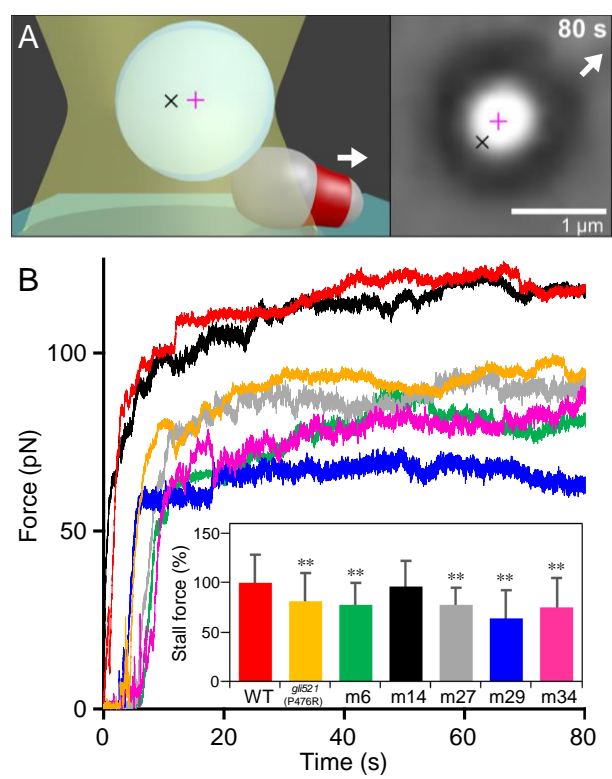 A
80 s
1 µm
B
Force (pN)
100
50
0
0
20
40
60
80
Time (s)
Stall force (%)
150
100
50
0
** ** ** ** **
WT gli521 (P476R) m6 m14 m27 m29 m34